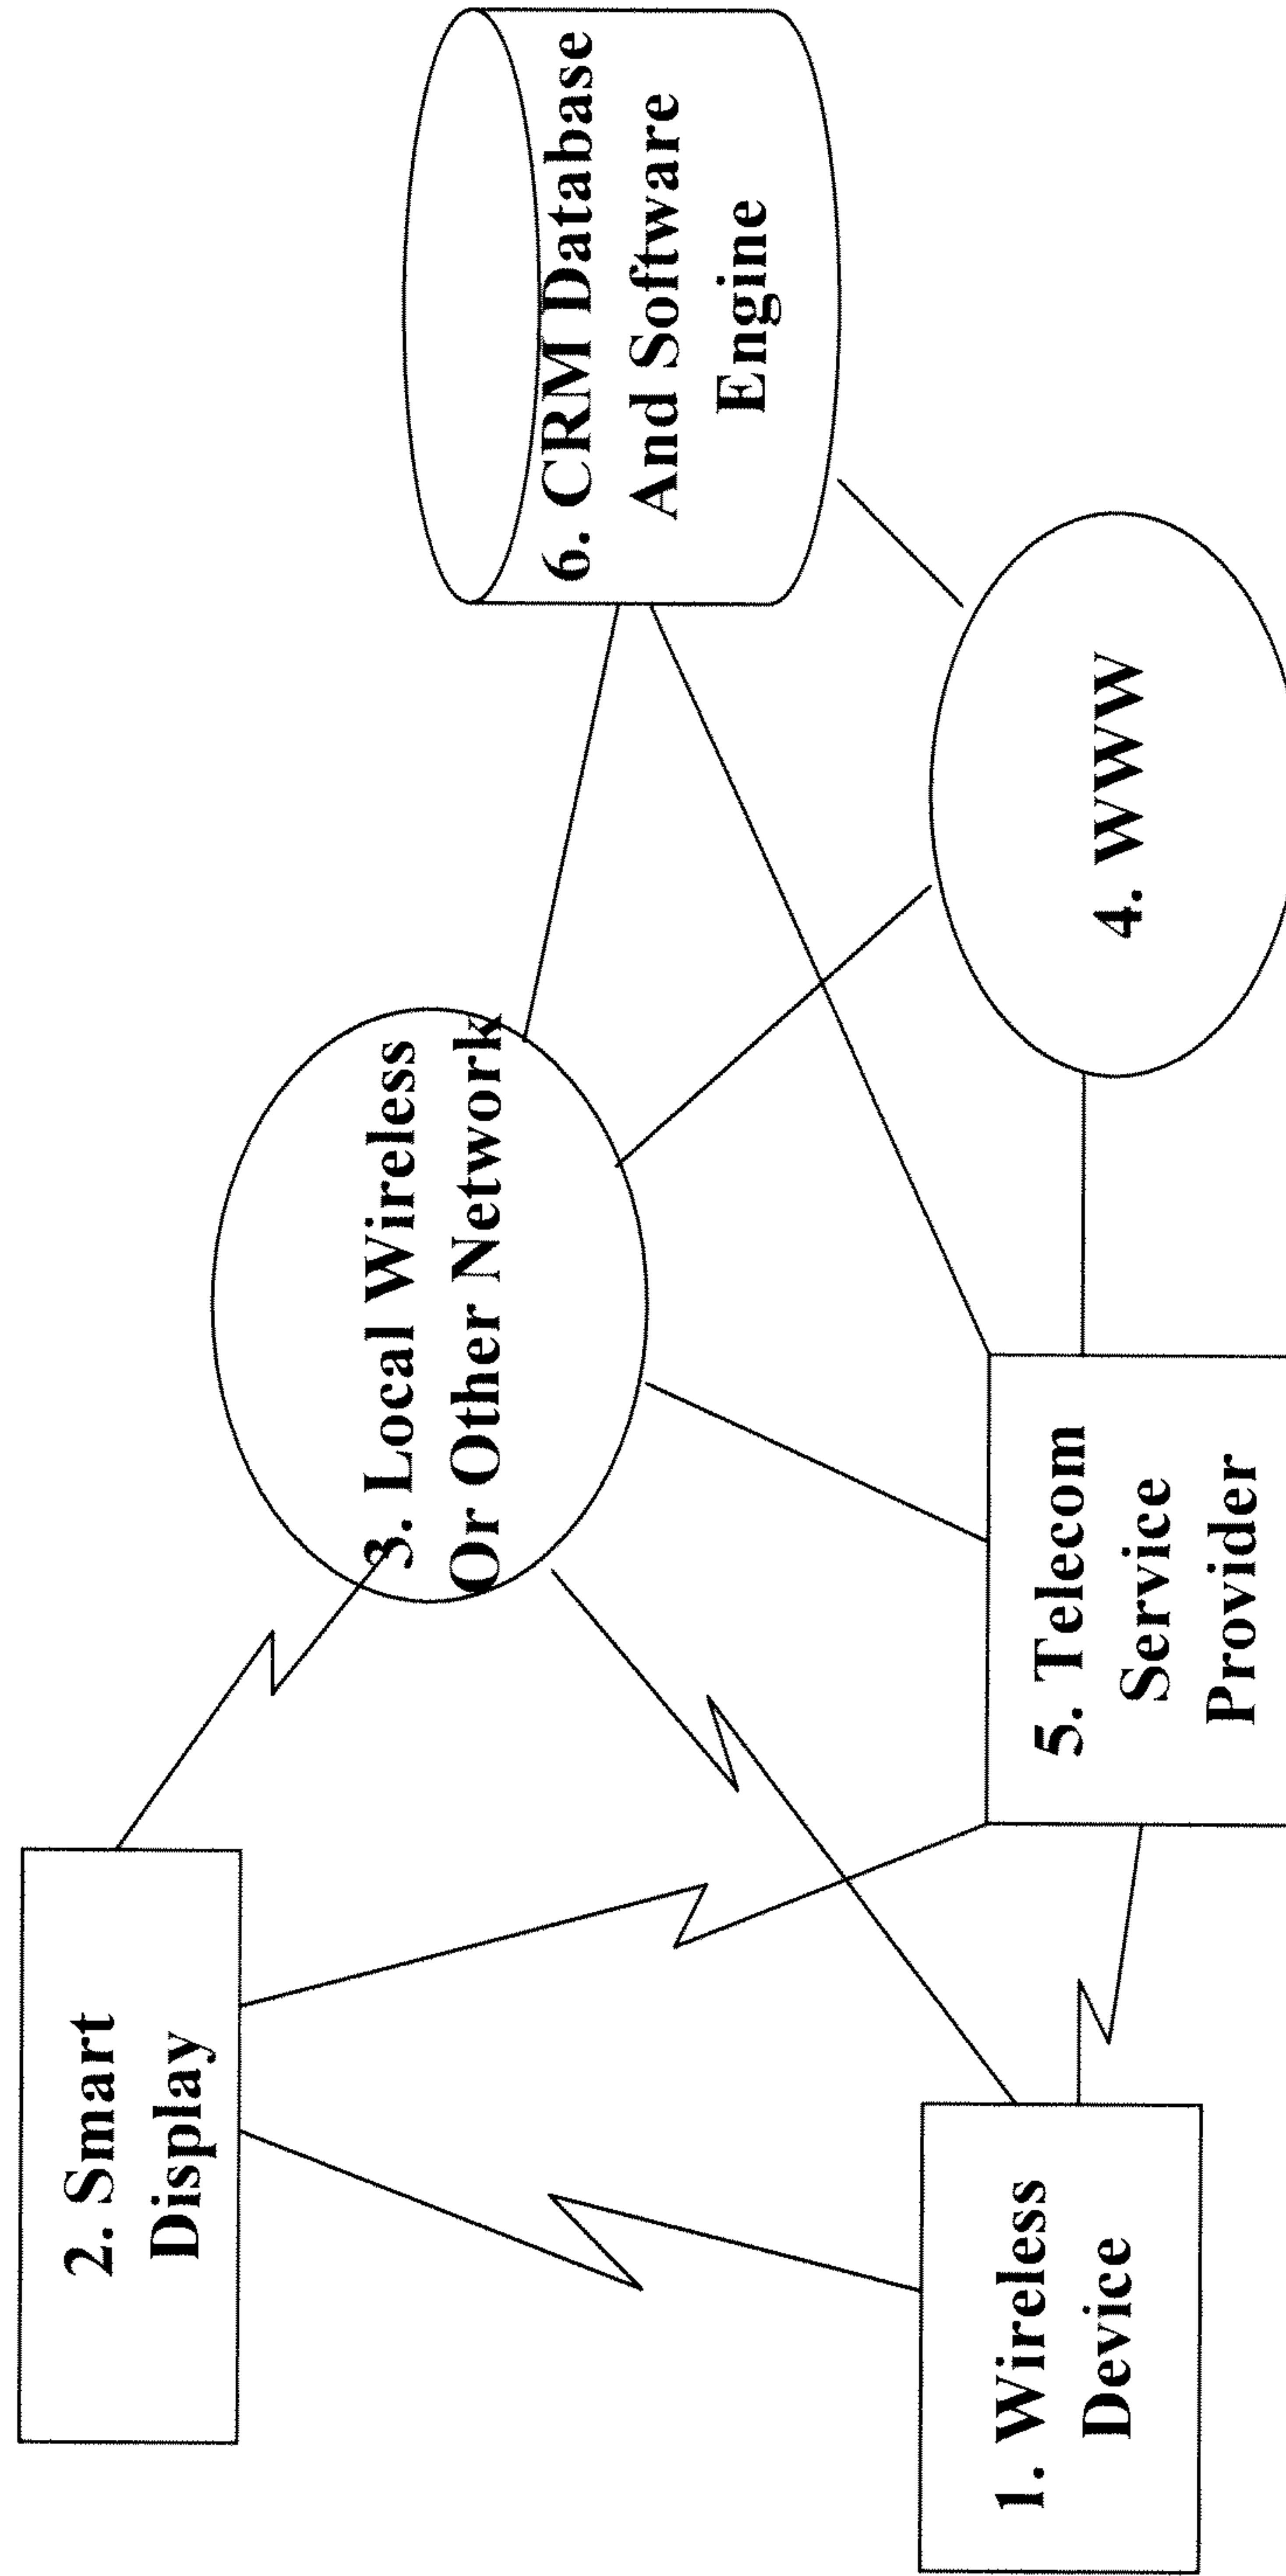 2. Smart
Display
3. Local Wireless
Or Other Network
6. CRM Database
And Software
Engine
1. Wireless
Device
5. Telecom
Service
Provider
4. WWW